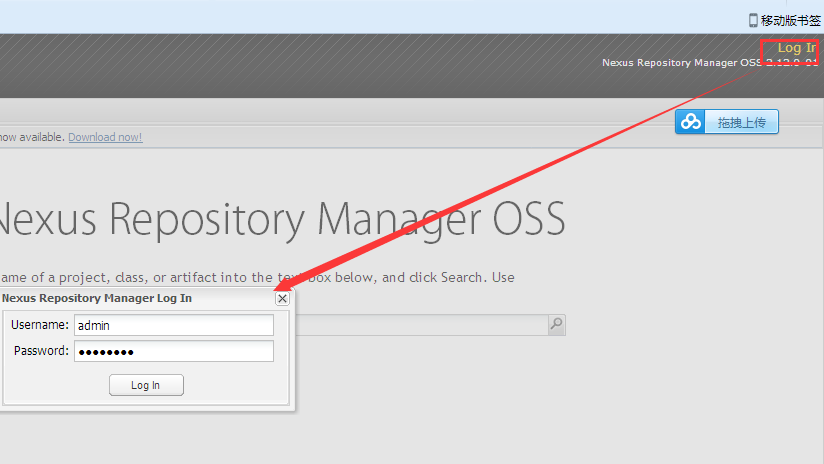 移动版书签
Log In
Nexus Repository Manager OSS 2.12.0-01
now available. Download now!
拖拽上传
Nexus Repository Manager OSS
ame of a project, class, or artifact into the text box below, and click Search. Use
Nexus Repository Manager Log In
Username: admin
Password: ●●●●●●●●
Log In